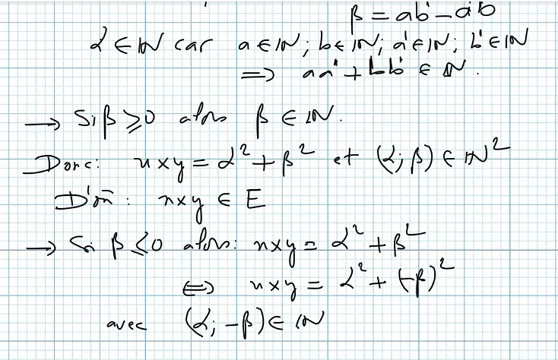 β = ab' - a'b
α ∈ ℕ car a ∈ ℕ ; b ∈ ℕ ; a' ∈ ℕ ; b' ∈ ℕ
⟹ aa' + bb' ∈ ℕ.
→ Si β ⩾ 0 alors β ∈ ℕ.
Donc : x × y = α² + β² et (α ; β) ∈ ℕ²
D'où : x × y ∈ E
→ Si β < 0 alors : x × y = α² + β²
⟺ x × y = α² + (-β)²
avec (α ; -β) ∈ ℕ